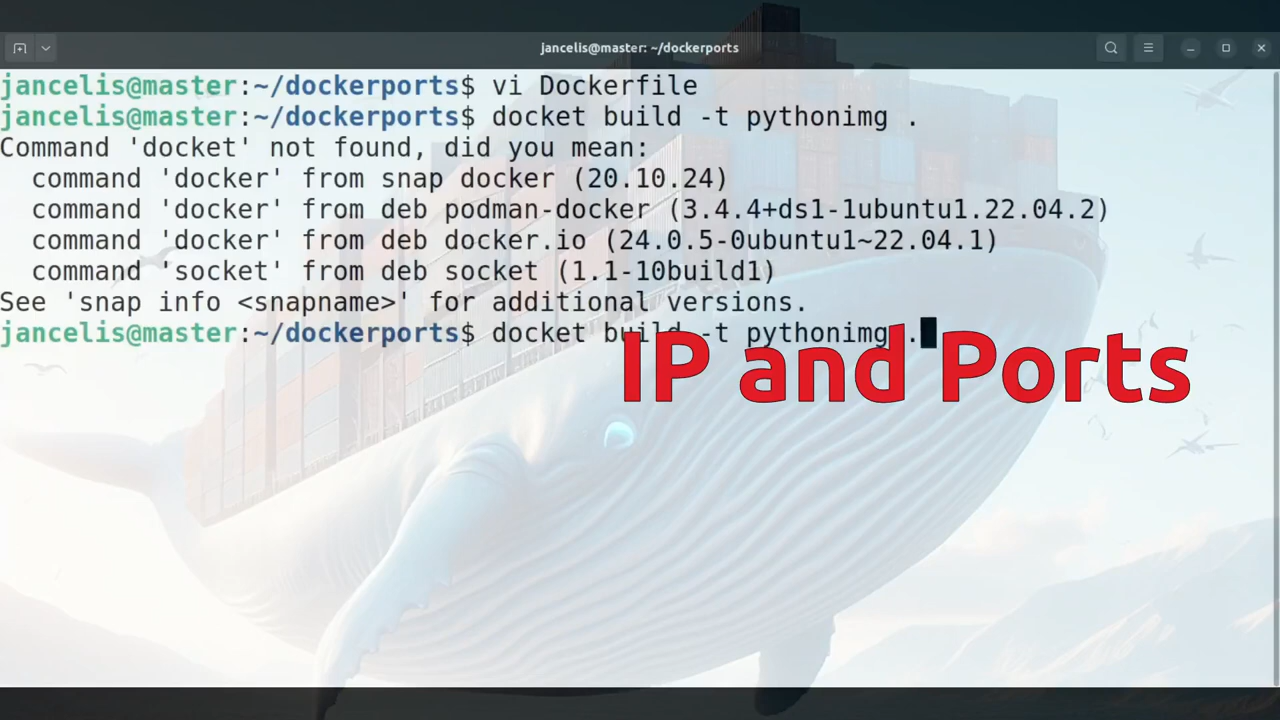 jancelis@master: ~/dockerports
jancelis@master:~/dockerports$ vi Dockerfile
jancelis@master:~/dockerports$ docket build -t pythonimg .
Command 'docket' not found, did you mean:
  command 'docker' from snap docker (20.10.24)
  command 'docker' from deb podman-docker (3.4.4+ds1-1ubuntu1.22.04.2)
  command 'docker' from deb docker.io (24.0.5-0ubuntu1~22.04.1)
  command 'socket' from deb socket (1.1-10build1)
See 'snap info <snapname>' for additional versions.
jancelis@master:~/dockerports$ docket build -t pythonimg .
IP and Ports